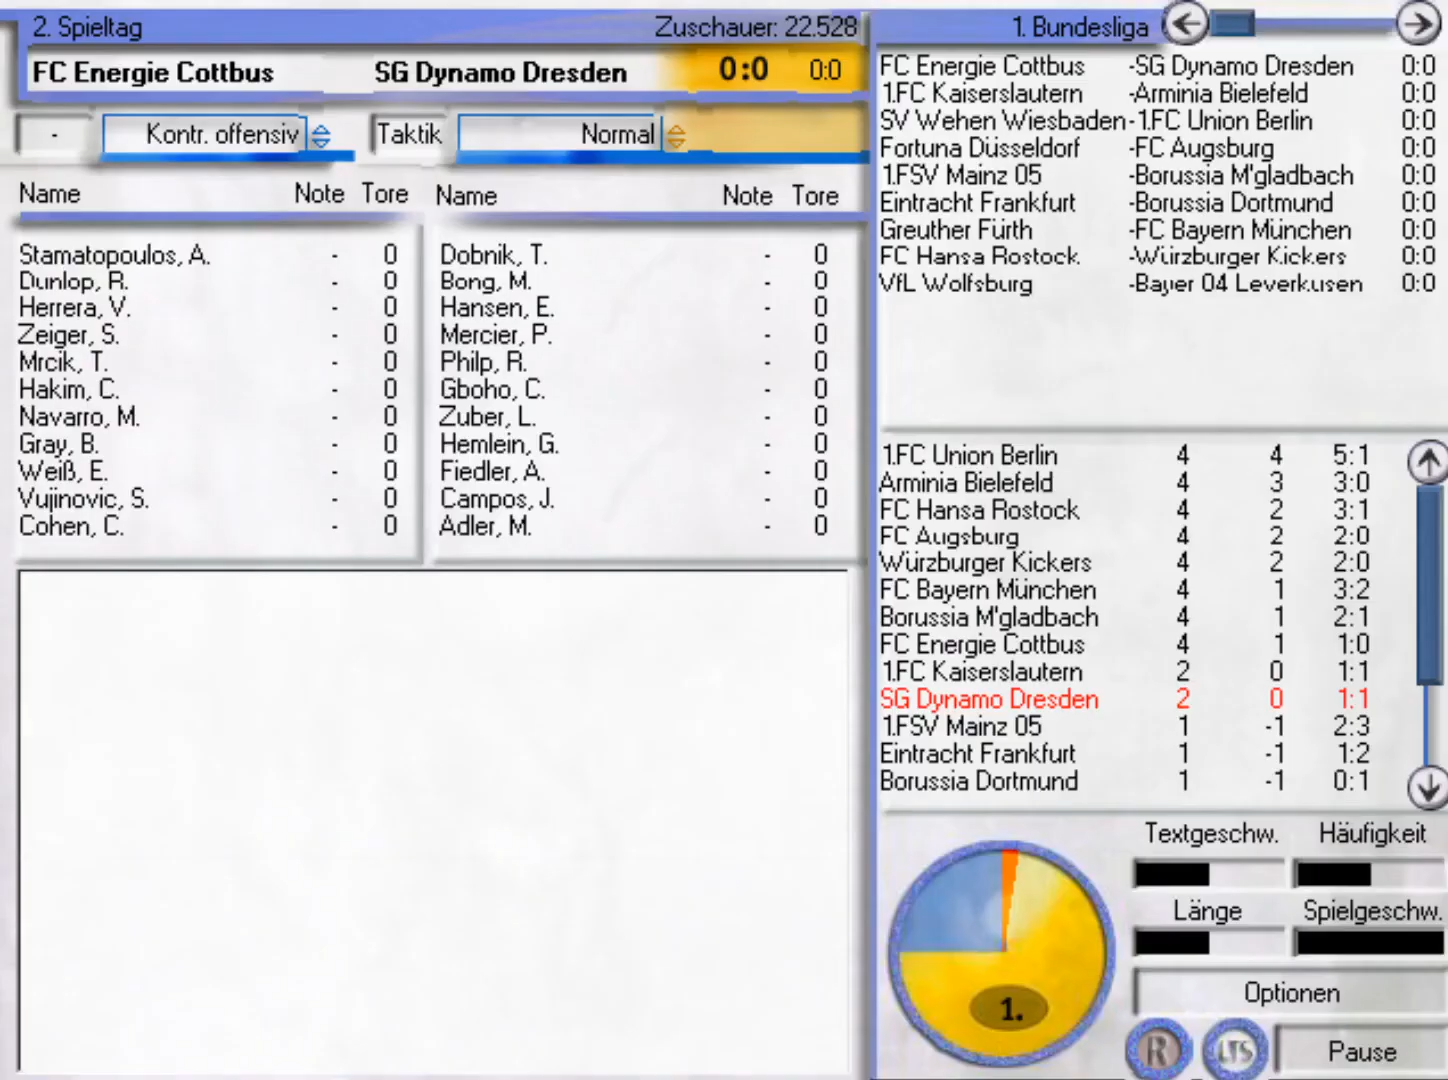 2. Spieltag Zuschauer: 22.528
FC Energie Cottbus SG Dynamo Dresden 0:0 0:0
- Kontr. offensiv Taktik Normal
Name Note Tore Name Note Tore
Stamatopoulos, A. - 0 Dobnik, T. - 0
Dunlop, R. - 0 Bong, M. - 0
Herrera, V. - 0 Hansen, E. - 0
Zeiger, S. - 0 Mercier, P. - 0
Mrcik, T. - 0 Philp, R. - 0
Hakim, C. - 0 Gboho, C. - 0
Navarro, M. - 0 Zuber, L. - 0
Gray, B. - 0 Hemlein, G. - 0
Weiß, E. - 0 Fiedler, A. - 0
Vujinovic, S. - 0 Campos, J. - 0
Cohen, C. - 0 Adler, M. - 0
1. Bundesliga
FC Energie Cottbus -SG Dynamo Dresden 0:0
1.FC Kaiserslautern -Arminia Bielefeld 0:0
SV Wehen Wiesbaden -1.FC Union Berlin 0:0
Fortuna Düsseldorf -FC Augsburg 0:0
1.FSV Mainz 05 -Borussia M'gladbach 0:0
Eintracht Frankfurt -Borussia Dortmund 0:0
Greuther Fürth -FC Bayern München 0:0
FC Hansa Rostock -Würzburger Kickers 0:0
VfL Wolfsburg -Bayer 04 Leverkusen 0:0
1.FC Union Berlin 4 4 5:1
Arminia Bielefeld 4 3 3:0
FC Hansa Rostock 4 2 3:1
FC Augsburg 4 2 2:0
Würzburger Kickers 4 2 2:0
FC Bayern München 4 1 3:2
Borussia M'gladbach 4 1 2:1
FC Energie Cottbus 4 1 1:0
1.FC Kaiserslautern 2 0 1:1
SG Dynamo Dresden 2 0 1:1
1.FSV Mainz 05 1 -1 2:3
Eintracht Frankfurt 1 -1 1:2
Borussia Dortmund 1 -1 0:1
Textgeschw. Häufigkeit
Länge Spielgeschw.
1.
Optionen
R LTS Pause